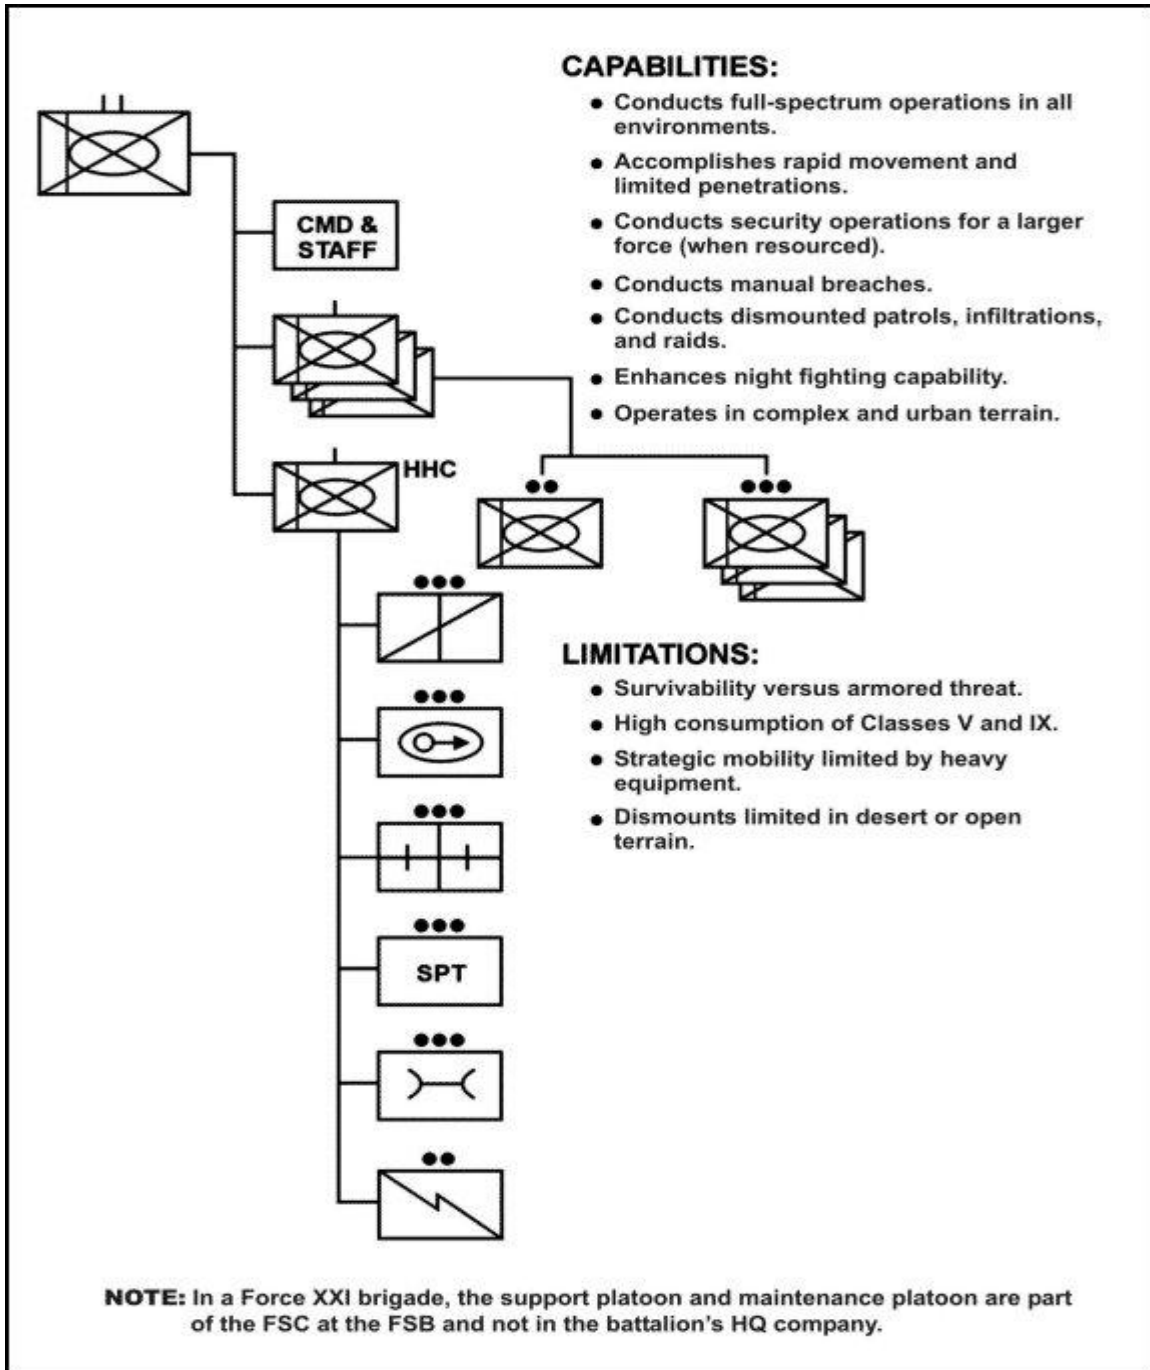 CAPABILITIES:
● Conducts full-spectrum operations in all
environments.
● Accomplishes rapid movement and
limited penetrations.
● Conducts security operations for a larger
force (when resourced).
● Conducts manual breaches.
● Conducts dismounted patrols, infiltrations,
and raids.
● Enhances night fighting capability.
● Operates in complex and urban terrain.
CMD &
STAFF
HHC
LIMITATIONS:
● Survivability versus armored threat.
● High consumption of Classes V and IX.
● Strategic mobility limited by heavy
equipment.
● Dismounts limited in desert or open
terrain.
SPT
NOTE: In a Force XXI brigade, the support platoon and maintenance platoon are part
of the FSC at the FSB and not in the battalion's HQ company.